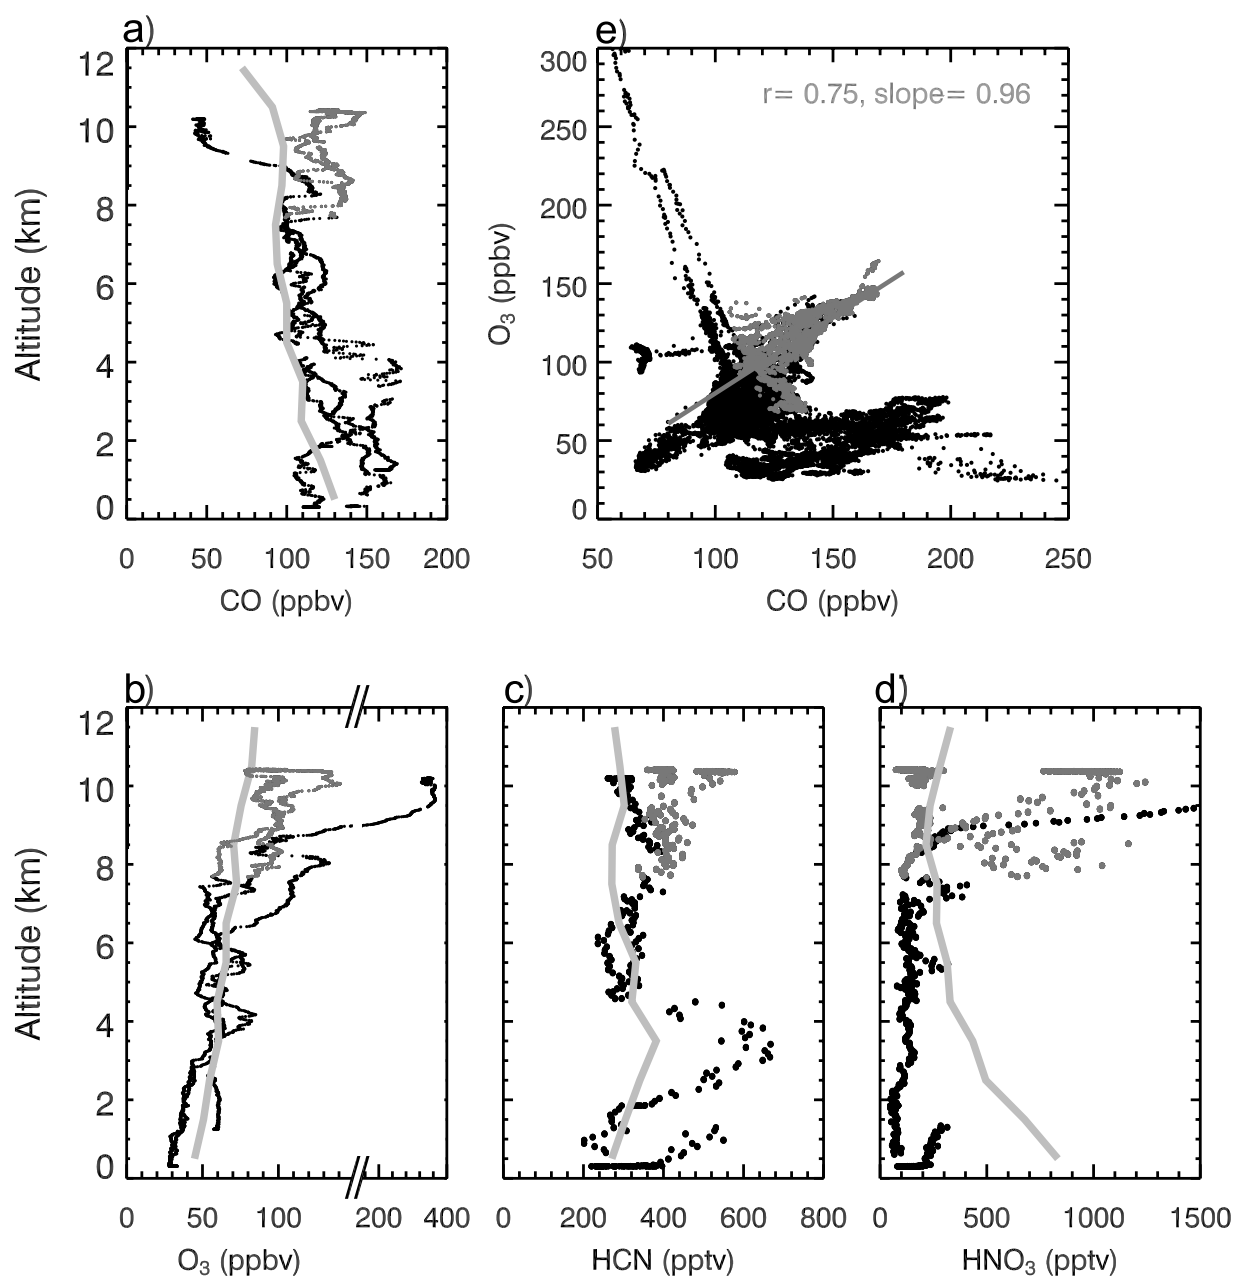 a)
12
10
8
6
4
2
0
Altitude (km)
0 50 100 150 200
CO (ppbv)
e)
r= 0.75, slope= 0.96
300
250
200
150
100
50
0
O3 (ppbv)
50 100 150 200 250
CO (ppbv)
b)
12
10
8
6
4
2
0
Altitude (km)
0 50 100 200 400
O3 (ppbv)
c)
0 200 400 600 800
HCN (pptv)
d)
0 500 1000 1500
HNO3 (pptv)